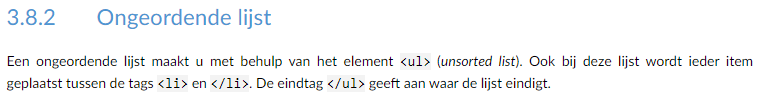 3.8.2 Ongeordende lijst
Een ongeordende lijst maakt u met behulp van het element <ul> (unsorted list). Ook bij deze lijst wordt ieder item
geplaatst tussen de tags <li> en </li>. De eindtag </ul> geeft aan waar de lijst eindigt.